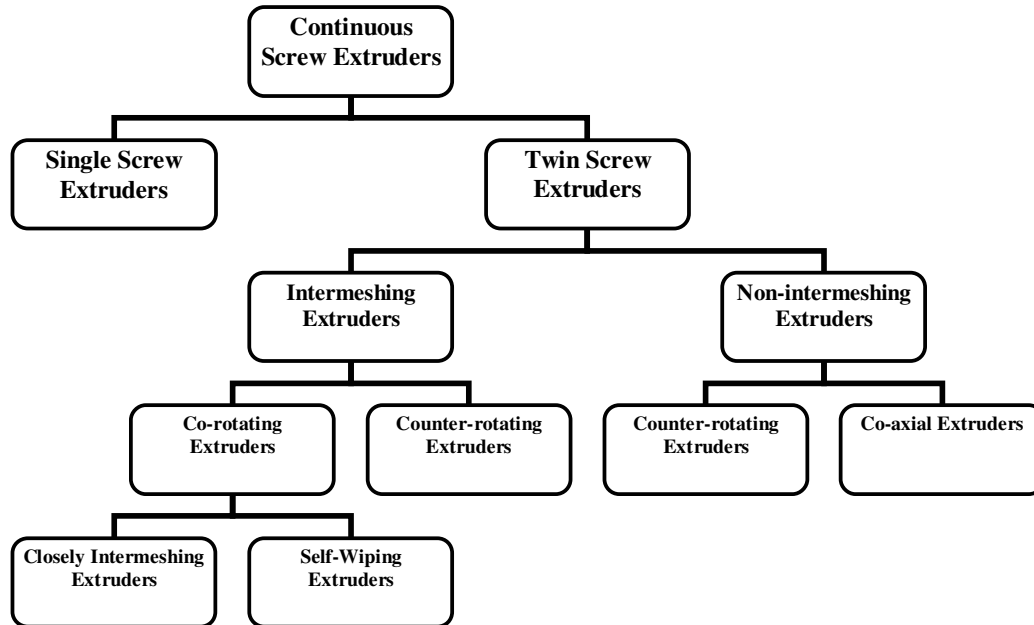 Continuous
Screw Extruders
Single Screw
Extruders
Twin Screw
Extruders
Intermeshing
Extruders
Non-intermeshing
Extruders
Co-rotating
Extruders
Counter-rotating
Extruders
Counter-rotating
Extruders
Co-axial Extruders
Closely Intermeshing
Extruders
Self-Wiping
Extruders